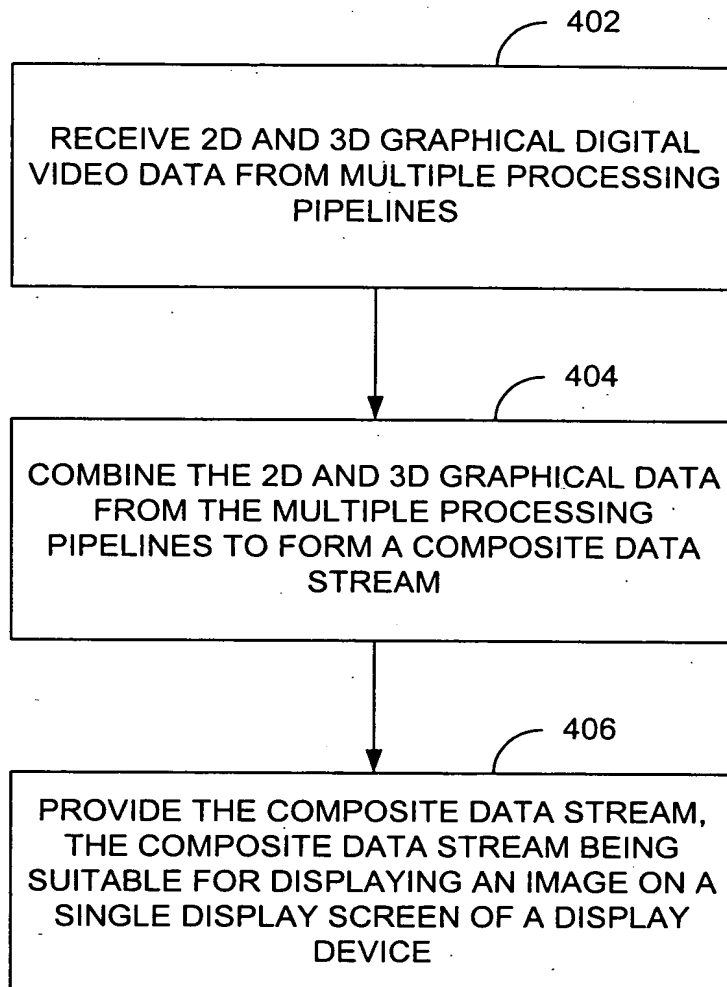 402
RECEIVE 2D AND 3D GRAPHICAL DIGITAL
VIDEO DATA FROM MULTIPLE PROCESSING
PIPELINES
404
COMBINE THE 2D AND 3D GRAPHICAL DATA
FROM THE MULTIPLE PROCESSING
PIPELINES TO FORM A COMPOSITE DATA
STREAM
406
PROVIDE THE COMPOSITE DATA STREAM,
THE COMPOSITE DATA STREAM BEING
SUITABLE FOR DISPLAYING AN IMAGE ON A
SINGLE DISPLAY SCREEN OF A DISPLAY
DEVICE